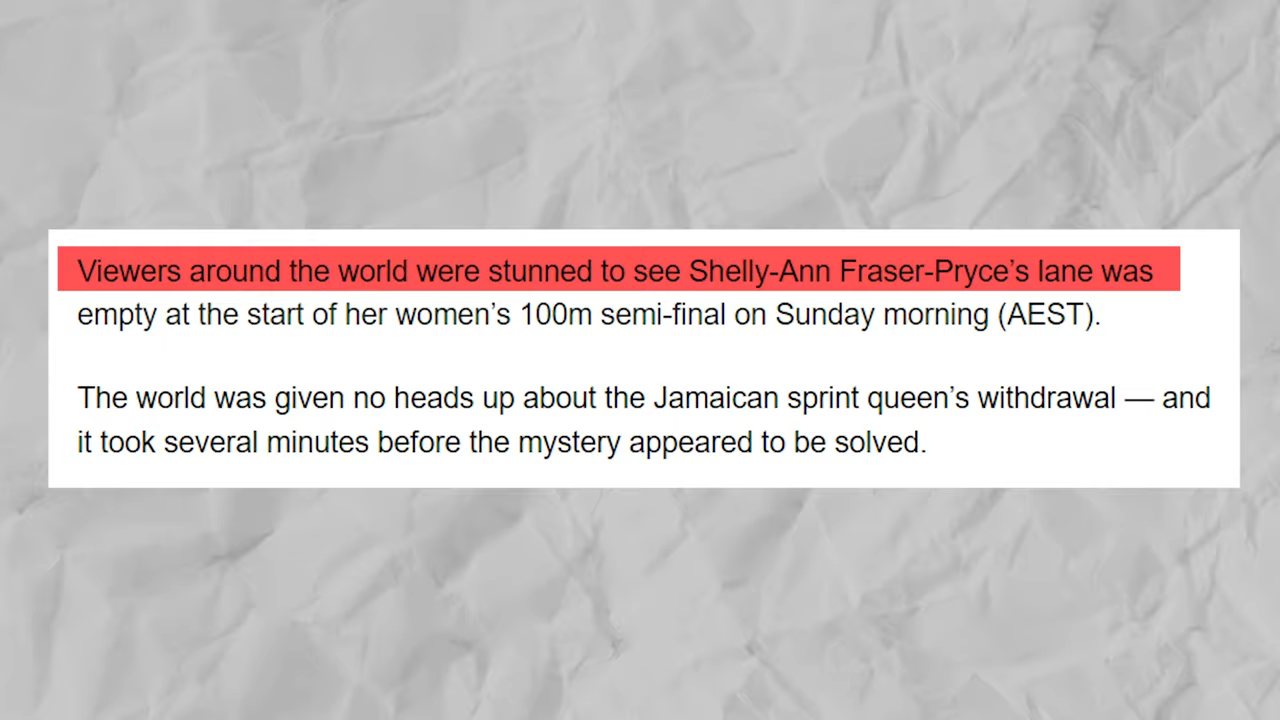 Viewers around the world were stunned to see Shelly-Ann Fraser-Pryce’s lane was
empty at the start of her women’s 100m semi-final on Sunday morning (AEST).
The world was given no heads up about the Jamaican sprint queen’s withdrawal — and
it took several minutes before the mystery appeared to be solved.